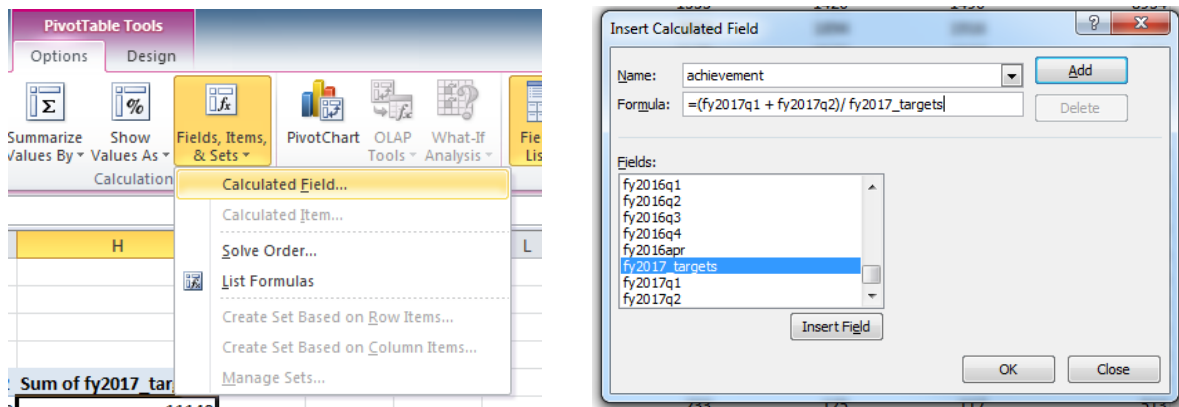 PivotTable Tools
Options Design
Σ % fx
Summarize Values By Show Values As Fields, Items, & Sets PivotChart OLAP Tools What-If Analysis Fie Lis
Calculation
Calculated Field...
Calculated Item...
Solve Order...
List Formulas
Create Set Based on Row Items...
Create Set Based on Column Items...
Manage Sets...
H L
Sum of fy2017_tar
Insert Calculated Field
Name: achievement Add
Formula: =(fy2017q1 + fy2017q2)/ fy2017_targets Delete
Fields:
fy2016q1
fy2016q2
fy2016q3
fy2016q4
fy2016apr
fy2017_targets
fy2017q1
fy2017q2
Insert Field
OK Close